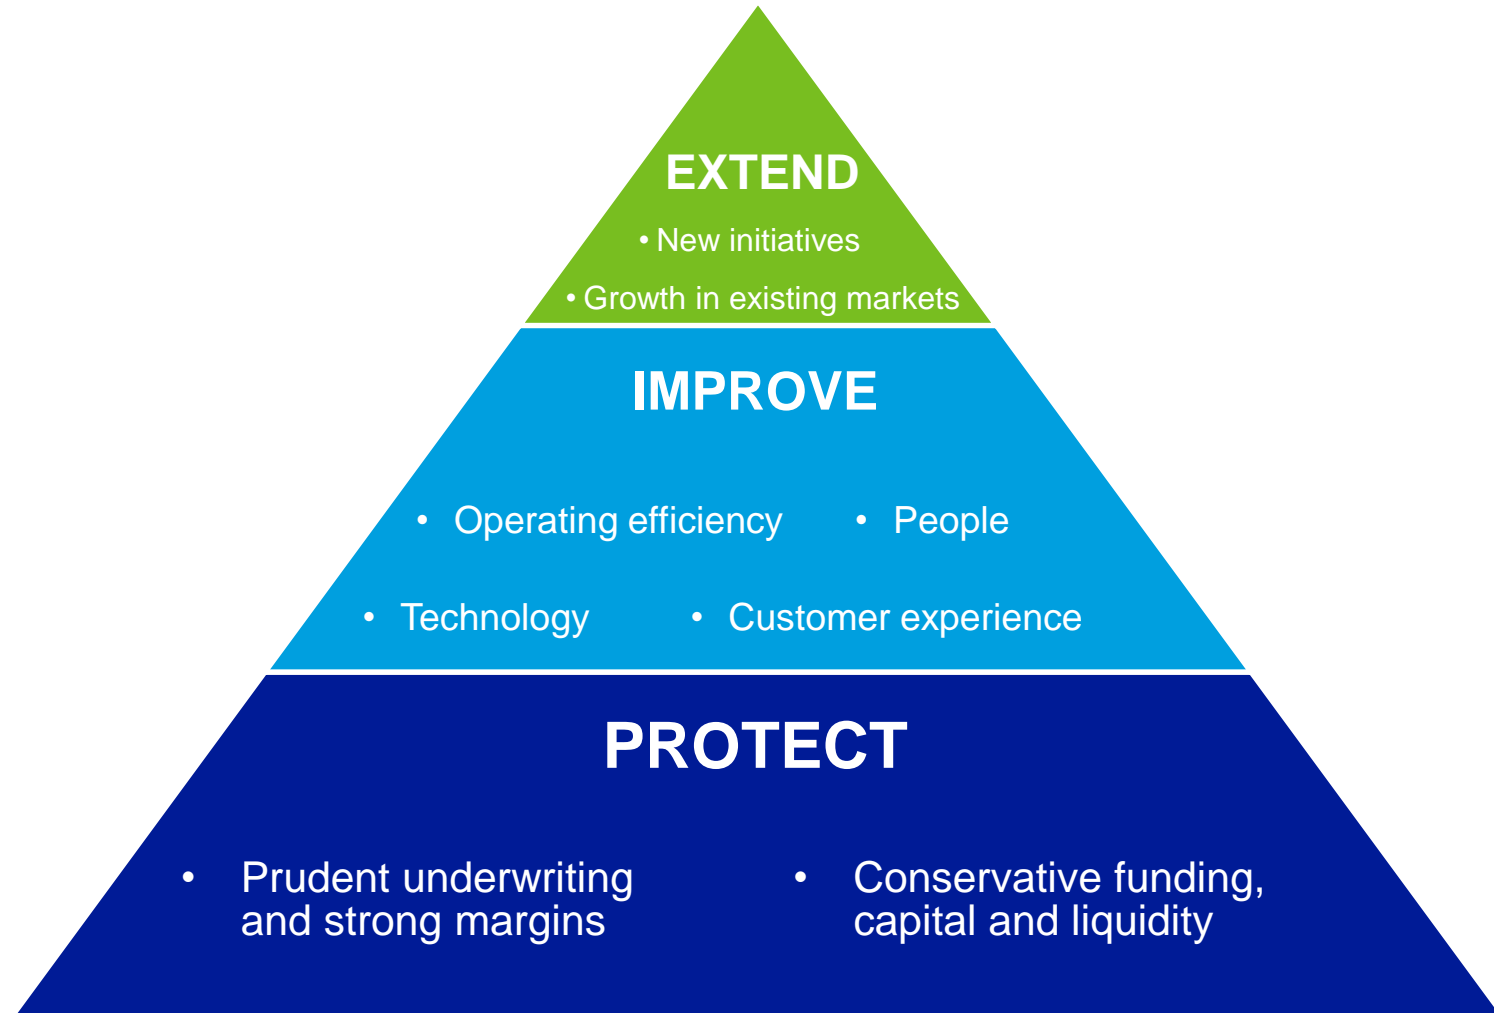 EXTEND
• New initiatives
• Growth in existing markets
IMPROVE
• Operating efficiency • People
• Technology • Customer experience
PROTECT
• Prudent underwriting
and strong margins
• Conservative funding,
capital and liquidity